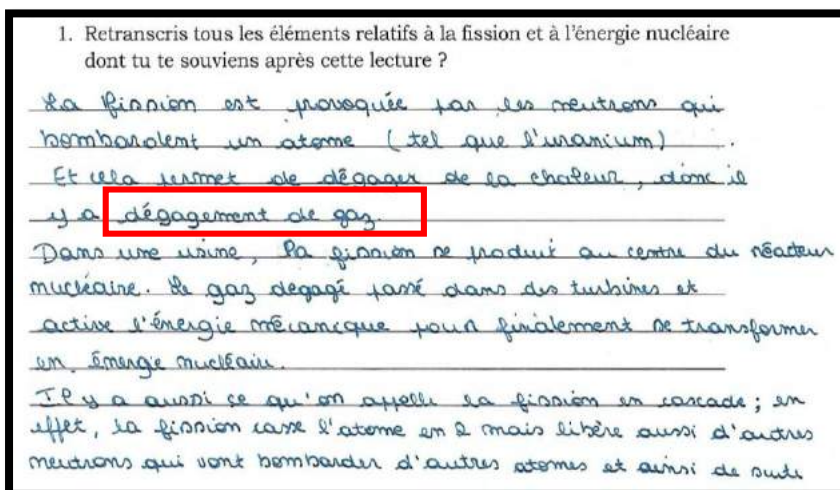 1. Retranscris tous les éléments relatifs à la fission et à l'énergie nucléaire
dont tu te souviens après cette lecture ?
La fission est provoquée par les neutrons qui
bombardent un atome (tel que l'uranium).
Et cela permet de dégager de la chaleur, donc il
y a dégagement de gaz.
Dans une usine, la fission se produit au centre du réacteur
nucléaire. Le gaz dégagé passé dans des turbines et
active l'énergie mécanique pour finalement se transformer
en énergie nucléaire.
Il y a aussi ce qu'on appelle la fission en cascade ; en
effet, la fission casse l'atome en 2 mais libère aussi d'autres
neutrons qui vont bombarder d'autres atomes et ainsi de suite